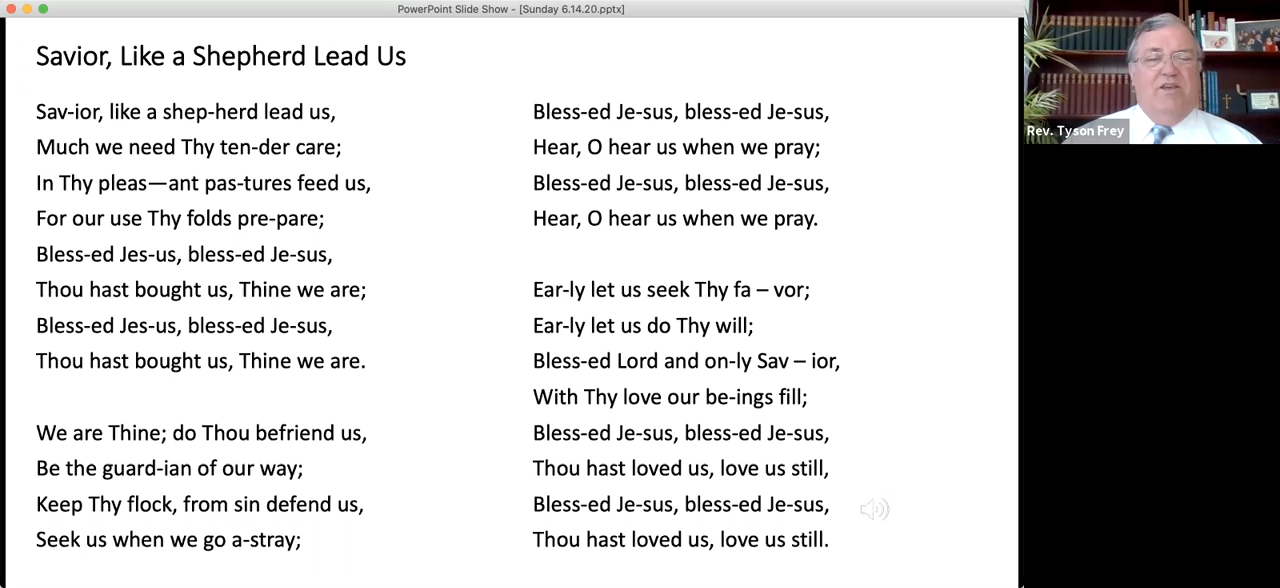 PowerPoint Slide Show - [Sunday 6.14.20.pptx]
Savior, Like a Shepherd Lead Us
Sav-ior, like a shep-herd lead us,
Much we need Thy ten-der care;
In Thy pleas—ant pas-tures feed us,
For our use Thy folds pre-pare;
Bless-ed Jes-us, bless-ed Je-sus,
Thou hast bought us, Thine we are;
Bless-ed Jes-us, bless-ed Je-sus,
Thou hast bought us, Thine we are.
We are Thine; do Thou befriend us,
Be the guard-ian of our way;
Keep Thy flock, from sin defend us,
Seek us when we go a-stray;
Bless-ed Je-sus, bless-ed Je-sus,
Hear, O hear us when we pray;
Bless-ed Je-sus, bless-ed Je-sus,
Hear, O hear us when we pray.
Ear-ly let us seek Thy fa – vor;
Ear-ly let us do Thy will;
Bless-ed Lord and on-ly Sav – ior,
With Thy love our be-ings fill;
Bless-ed Je-sus, bless-ed Je-sus,
Thou hast loved us, love us still,
Bless-ed Je-sus, bless-ed Je-sus,
Thou hast loved us, love us still.
Rev. Tyson Frey